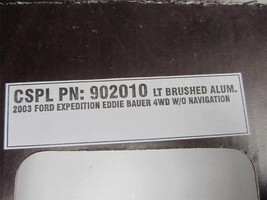 CSPL PN: 902010 LT BRUSHED ALUM.
2003 FORD EXPEDITION EDDIE BAUER 4WD W/O NAVIGATION